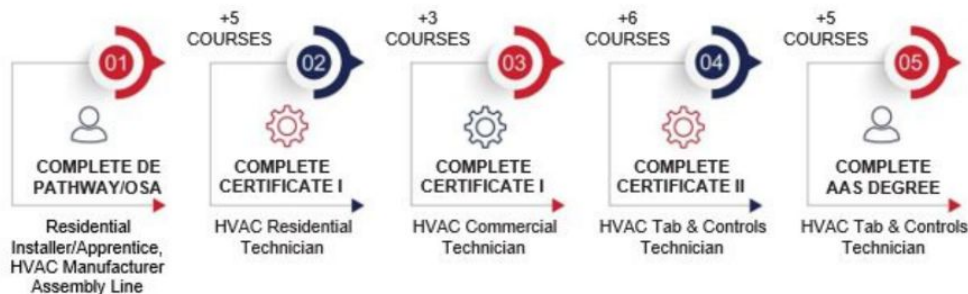 01
COMPLETE DE
PATHWAY/OSA
Residential
Installer/Apprentice,
HVAC Manufacturer
Assembly Line
+5
COURSES
02
COMPLETE
CERTIFICATE I
HVAC Residential
Technician
+3
COURSES
03
COMPLETE
CERTIFICATE I
HVAC Commercial
Technician
+6
COURSES
04
COMPLETE
CERTIFICATE II
HVAC Tab & Controls
Technician
+5
COURSES
05
COMPLETE
AAS DEGREE
HVAC Tab & Controls
Technician